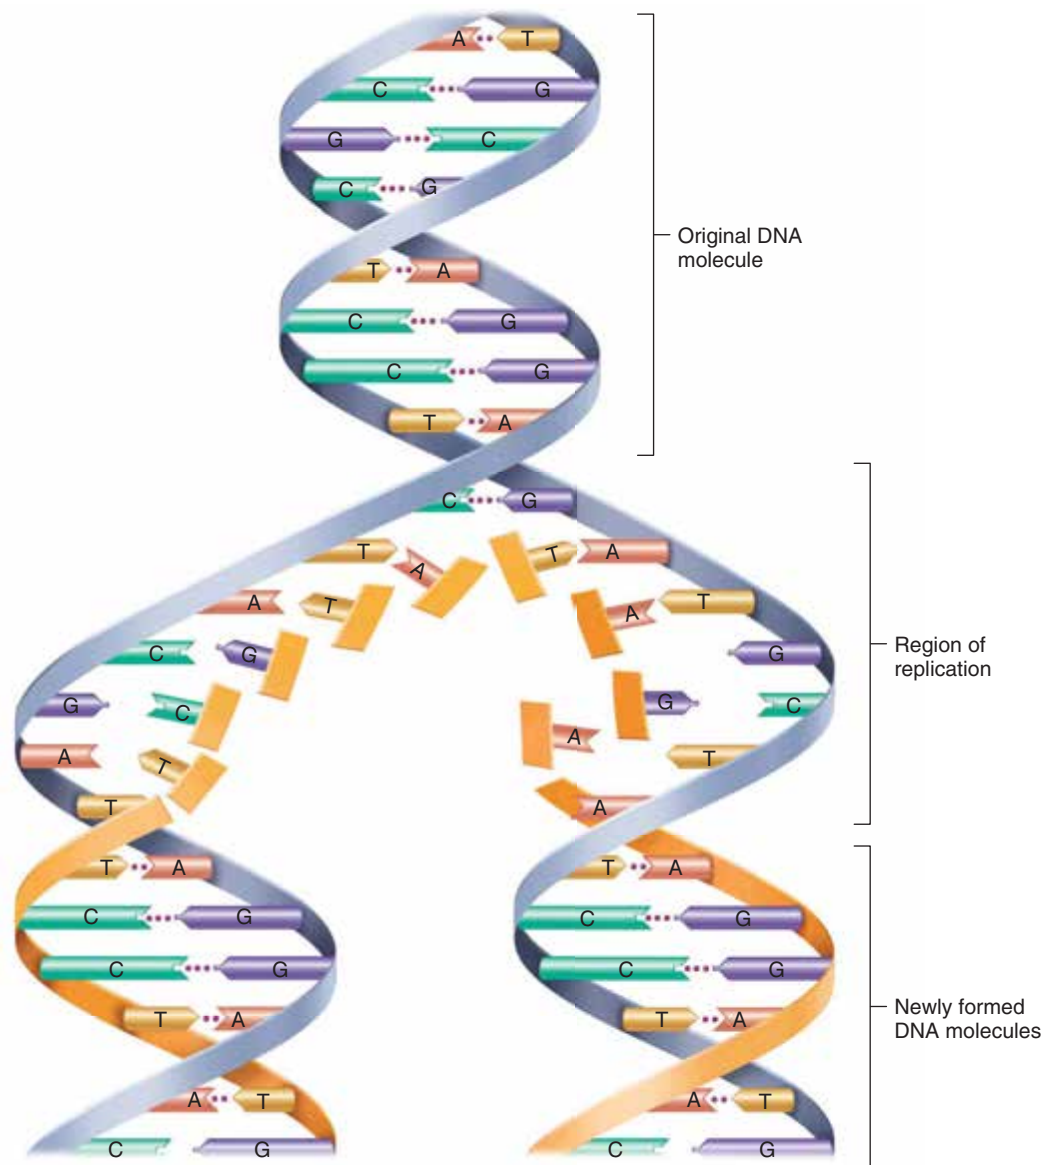 A T
C G
G C
C G
Original DNA
molecule
T A
C G
C G
T A
C G
T A T A
A T A T
C G G
Region of
replication
G C G C
A T A T
T A
T A T A
C G C G
C G C G
Newly formed
DNA molecules
T A T A
A T A T
C G C G